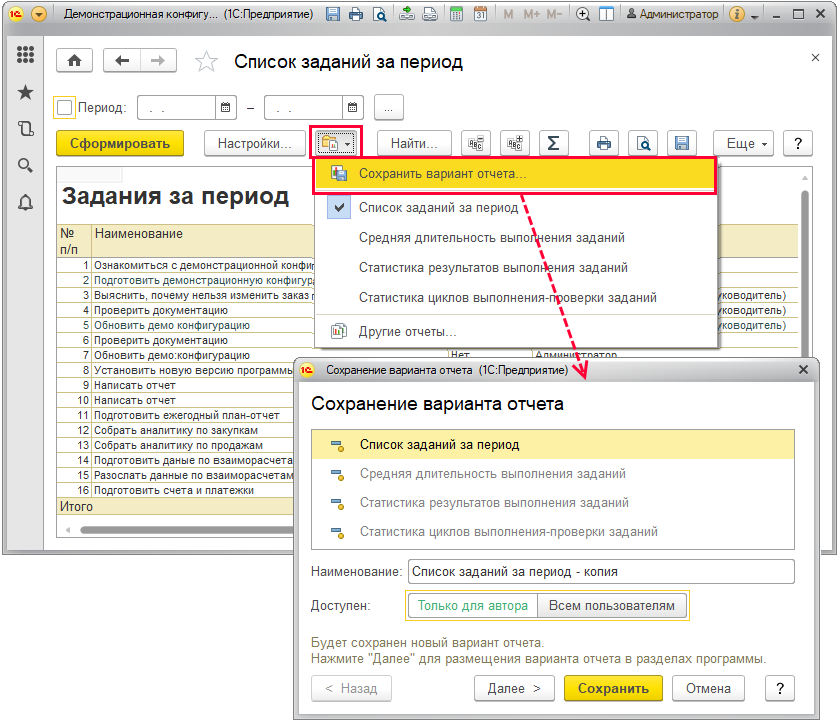 Демонстрационная конфигу... (1С:Предприятие)
M M+ M- Администратор
Список заданий за период
Период: . . – . . ...
Сформировать Настройки... Найти... Σ Еще ?
Сохранить вариант отчета...
Список заданий за период
Средняя длительность выполнения заданий
Статистика результатов выполнения заданий
Статистика циклов выполнения-проверки заданий
Другие отчеты...
Задания за период
№ п/п Наименование
1 Ознакомиться с демонстрационной конфи
2 Подготовить демонстрационную конфигур
3 Выяснить, почему нельзя изменить заказ уководитель)
4 Проверить документацию уководитель)
5 Обновить демо конфигурацию уководитель)
6 Проверить документацию
7 Обновить демо:конфигурацию Нет Администратор
8 Установить новую версию программы
9 Написать отчет
10 Написать отчет
11 Подготовить ежегодный план-отчет
12 Собрать аналитику по закупкам
13 Собрать аналитику по продажам
14 Подготовить даные по взаиморасчета
15 Разослать данные по взаиморасчетам
16 Подготовить счета и платежки
Итого
Сохранение варианта отчета (1С:Предприятие)
Сохранение варианта отчета
Список заданий за период
Средняя длительность выполнения заданий
Статистика результатов выполнения заданий
Статистика циклов выполнения-проверки заданий
Наименование: Список заданий за период - копия
Доступен: Только для автора Всем пользователям
Будет сохранен новый вариант отчета.
Нажмите "Далее" для размещения варианта отчета в разделах программы.
< Назад Далее > Сохранить Отмена ?